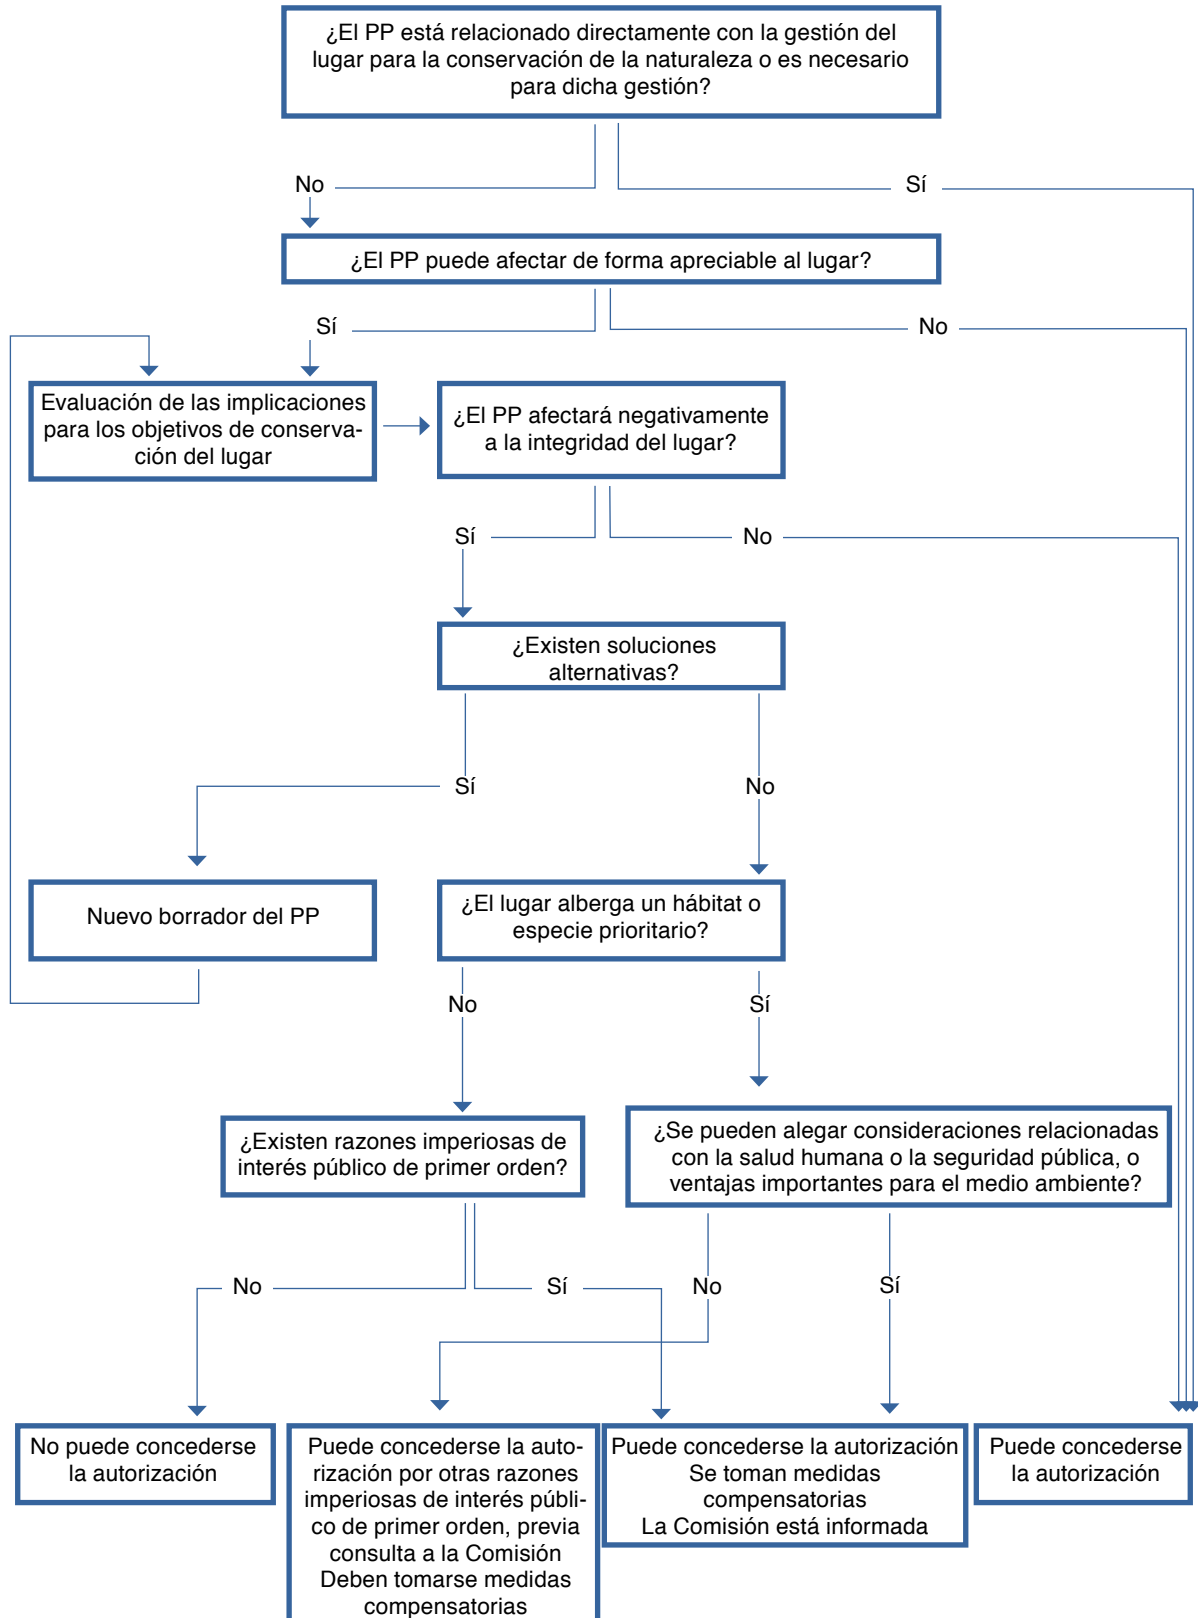 ¿El PP está relacionado directamente con la gestión del
lugar para la conservación de la naturaleza o es necesario
para dicha gestión?
No
Sí
¿El PP puede afectar de forma apreciable al lugar?
Sí
No
Evaluación de las implicaciones
para los objetivos de conserva-
ción del lugar
¿El PP afectará negativamente
a la integridad del lugar?
Sí
No
¿Existen soluciones
alternativas?
Sí
No
Nuevo borrador del PP
¿El lugar alberga un hábitat o
especie prioritario?
No
Sí
¿Existen razones imperiosas de
interés público de primer orden?
¿Se pueden alegar consideraciones relacionadas
con la salud humana o la seguridad pública, o
ventajas importantes para el medio ambiente?
No
Sí
No
Sí
No puede concederse
la autorización
Puede concederse la auto-
rización por otras razones
imperiosas de interés públi-
co de primer orden, previa
consulta a la Comisión
Deben tomarse medidas
compensatorias
Puede concederse la autorización
Se toman medidas
compensatorias
La Comisión está informada
Puede concederse
la autorización